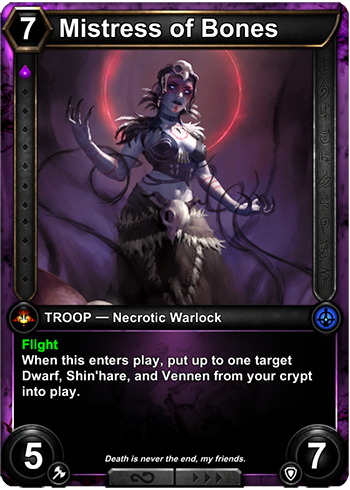 7 Mistress of Bones
TROOP — Necrotic Warlock
Flight
When this enters play, put up to one target
Dwarf, Shin'hare, and Vennen from your crypt
into play.
Death is never the end, my friends.
5 7